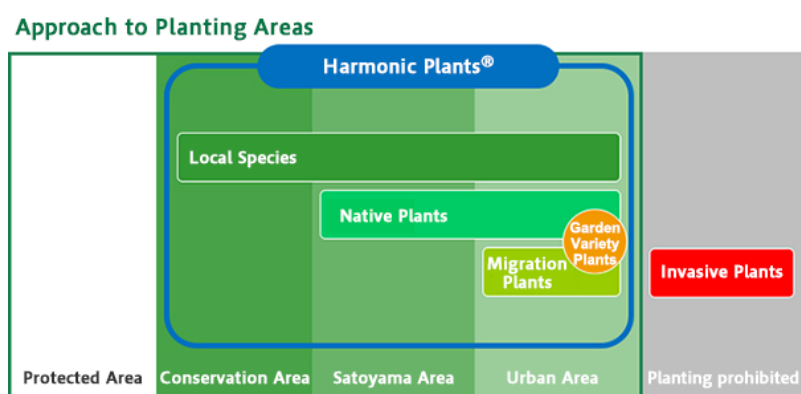 Approach to Planting Areas
Harmonic Plants®
Local Species
Native Plants
Garden
Variety
Plants
Migration
Plants
Invasive Plants
Protected Area
Conservation Area
Satoyama Area
Urban Area
Planting prohibited